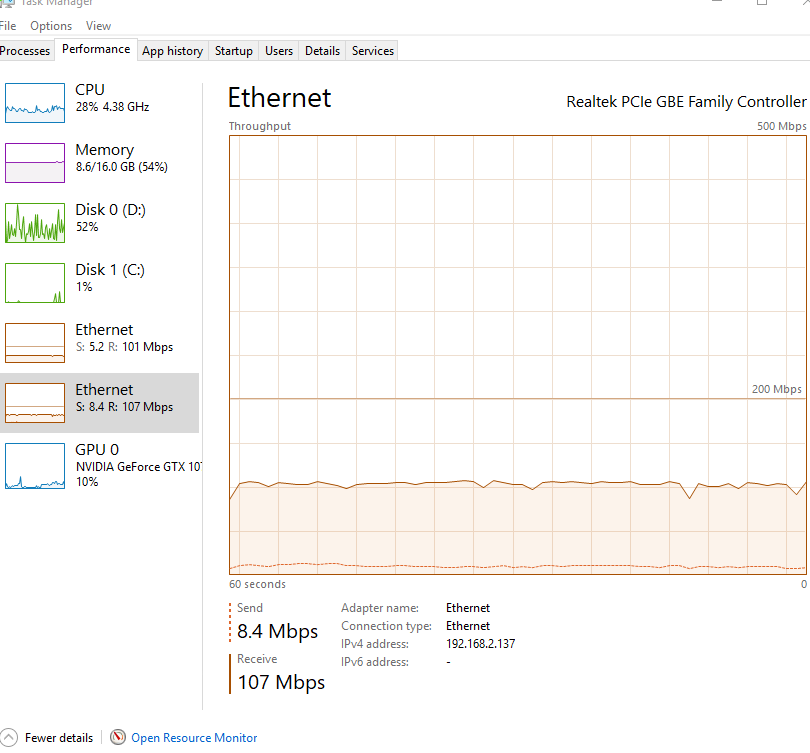 Task Manager
File Options View
Processes Performance App history Startup Users Details Services
CPU
28% 4.38 GHz
Memory
8.6/16.0 GB (54%)
Disk 0 (D:)
52%
Disk 1 (C:)
1%
Ethernet
S: 5.2 R: 101 Mbps
Ethernet
S: 8.4 R: 107 Mbps
GPU 0
NVIDIA GeForce GTX 107
10%
Ethernet
Realtek PCIe GBE Family Controller
Throughput
500 Mbps
200 Mbps
60 seconds
0
Send
8.4 Mbps
Receive
107 Mbps
Adapter name: Ethernet
Connection type: Ethernet
IPv4 address: 192.168.2.137
IPv6 address: -
Fewer details
Open Resource Monitor